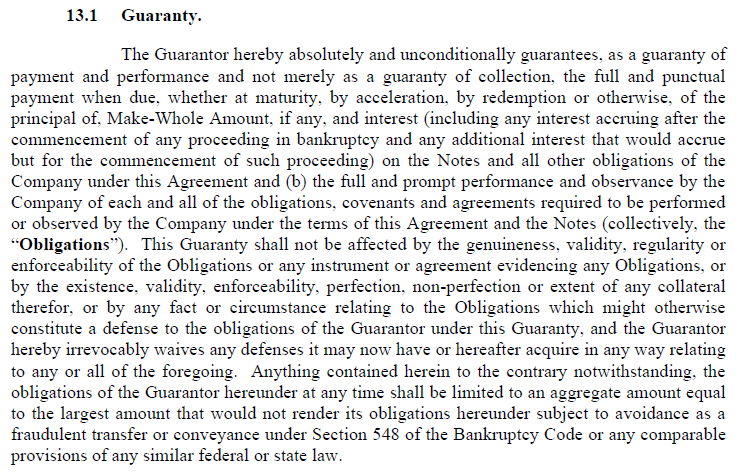 13.1 Guaranty.
The Guarantor hereby absolutely and unconditionally guarantees, as a guaranty of
payment and performance and not merely as a guaranty of collection, the full and punctual
payment when due, whether at maturity, by acceleration, by redemption or otherwise, of the
principal of, Make-Whole Amount, if any, and interest (including any interest accruing after the
commencement of any proceeding in bankruptcy and any additional interest that would accrue
but for the commencement of such proceeding) on the Notes and all other obligations of the
Company under this Agreement and (b) the full and prompt performance and observance by the
Company of each and all of the obligations, covenants and agreements required to be performed
or observed by the Company under the terms of this Agreement and the Notes (collectively, the
“Obligations”). This Guaranty shall not be affected by the genuineness, validity, regularity or
enforceability of the Obligations or any instrument or agreement evidencing any Obligations, or
by the existence, validity, enforceability, perfection, non-perfection or extent of any collateral
therefor, or by any fact or circumstance relating to the Obligations which might otherwise
constitute a defense to the obligations of the Guarantor under this Guaranty, and the Guarantor
hereby irrevocably waives any defenses it may now have or hereafter acquire in any way relating
to any or all of the foregoing. Anything contained herein to the contrary notwithstanding, the
obligations of the Guarantor hereunder at any time shall be limited to an aggregate amount equal
to the largest amount that would not render its obligations hereunder subject to avoidance as a
fraudulent transfer or conveyance under Section 548 of the Bankruptcy Code or any comparable
provisions of any similar federal or state law.